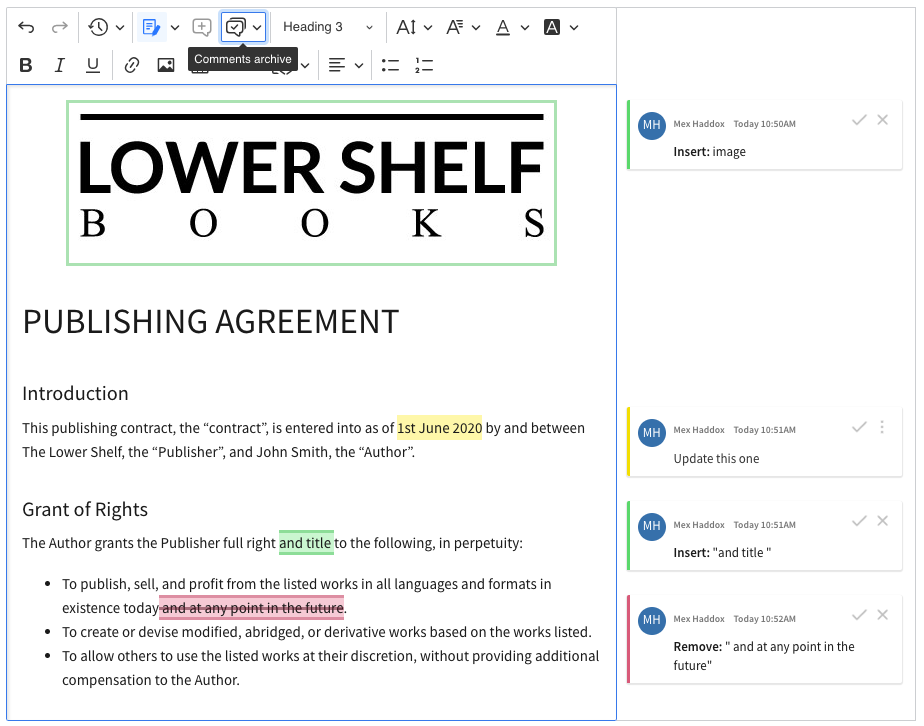 Heading 3
Comments archive
LOWER SHELF
BOOKS
PUBLISHING AGREEMENT
Introduction
This publishing contract, the “contract”, is entered into as of 1st June 2020 by and between
The Lower Shelf, the “Publisher”, and John Smith, the “Author”.
Grant of Rights
The Author grants the Publisher full right and title to the following, in perpetuity:
To publish, sell, and profit from the listed works in all languages and formats in
existence today and at any point in the future.
To create or devise modified, abridged, or derivative works based on the works listed.
To allow others to use the listed works at their discretion, without providing additional
compensation to the Author.
MH
Mex Haddox Today 10:50AM
Insert: image
MH
Mex Haddox Today 10:51AM
Update this one
MH
Mex Haddox Today 10:51AM
Insert: "and title "
MH
Mex Haddox Today 10:52AM
Remove: " and at any point in the
future"